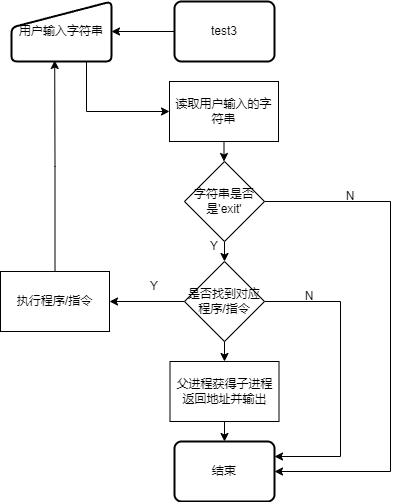 用户输入字符串
test3
读取用户输入的字
符串
字符串是否
是'exit'
N
Y
是否找到对应
程序/指令
Y
N
执行程序/指令
父进程获得子进程
返回地址并输出
结束